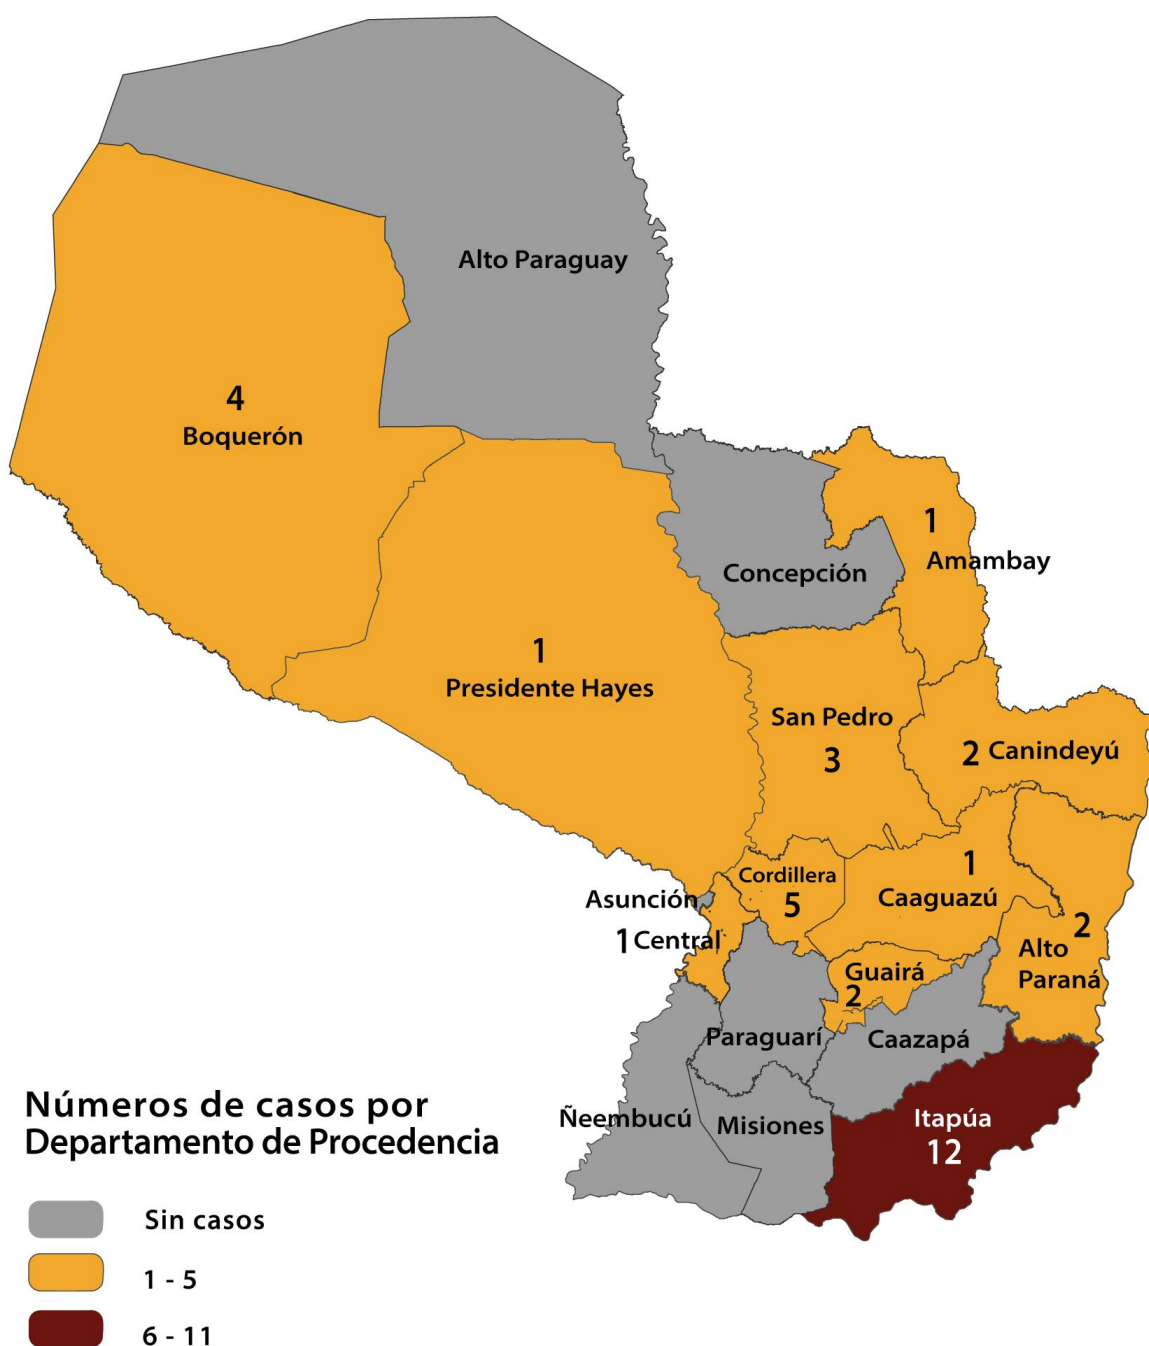 Alto Paraguay
4
Boquerón
1
Amambay
Concepción
1
Presidente Hayes
San Pedro
3
2 Canindeyú
1
Caaguazú
Cordillera
5
Asunción
1 Central
2
Alto
Paraná
Guairá
2
Paraguarí
Caazapá
Ñeembucú
Misiones
Itapúa
12
Números de casos por
Departamento de Procedencia
Sin casos
1 - 5
6 - 11